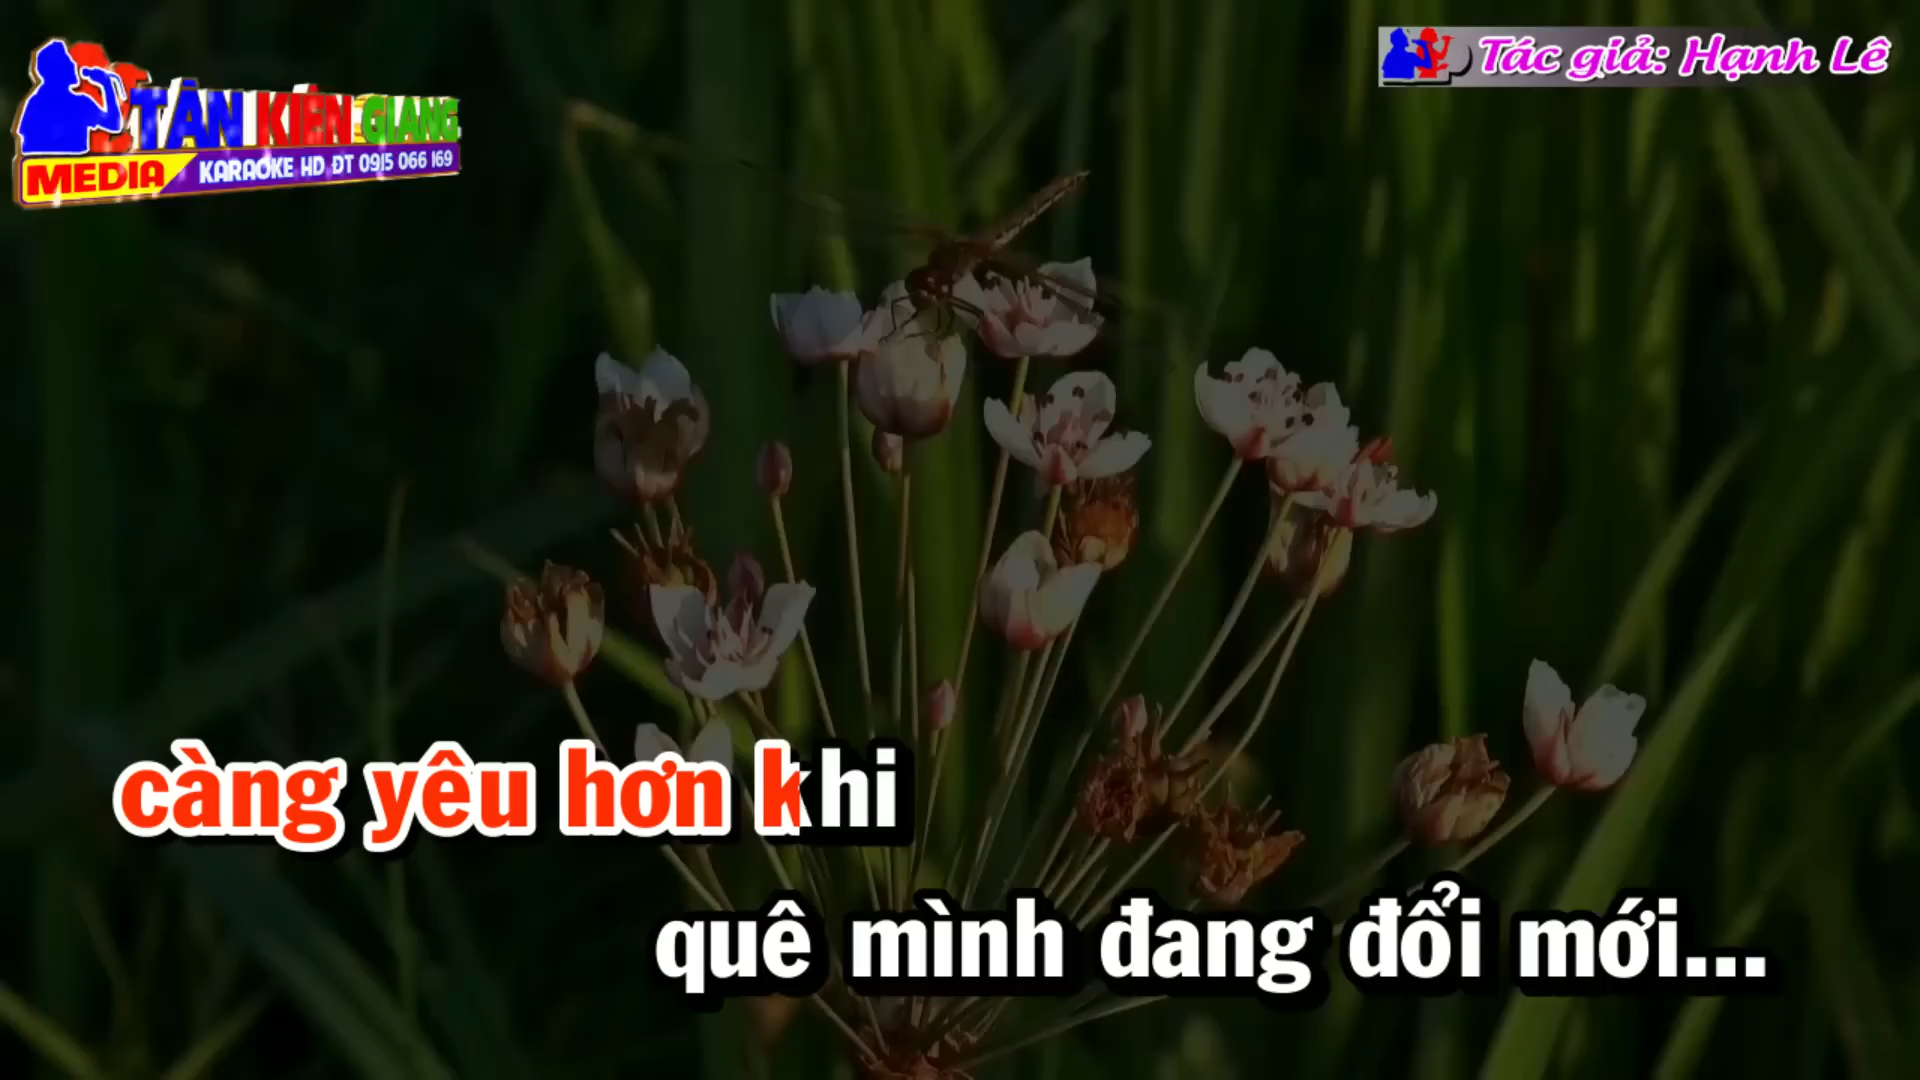 TÂN KIÊN GIANG
MEDIA KARAOKE HD ĐT 0915 066 169
Tác giả: Hạnh Lê
càng yêu hơn khi
quê mình đang đổi mới...